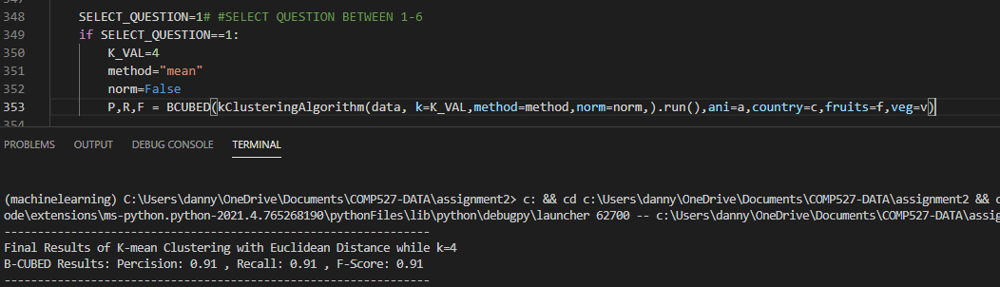 348 SELECT_QUESTION=1# #SELECT QUESTION BETWEEN 1-6
349 if SELECT_QUESTION==1:
350 K_VAL=4
351 method="mean"
352 norm=False
353 P,R,F = BCUBED(kClusteringAlgorithm(data, k=K_VAL,method=method,norm=norm,).run(),ani=a,country=c,fruits=f,veg=v)
354
PROBLEMS OUTPUT DEBUG CONSOLE TERMINAL
(machinelearning) C:\Users\danny\OneDrive\Documents\COMP527-DATA\assignment2> c: && cd c:\Users\danny\OneDrive\Documents\COMP527-DATA\assignment2 && c
ode\extensions\ms-python.python-2021.4.765268190\pythonFiles\lib\python\debugpy\launcher 62700 -- c:\Users\danny\OneDrive\Documents\COMP527-DATA\assig
---------------------------------------------------
Final Results of K-mean Clustering with Euclidean Distance while k=4
B-CUBED Results: Percision: 0.91 , Recall: 0.91 , F-Score: 0.91
---------------------------------------------------